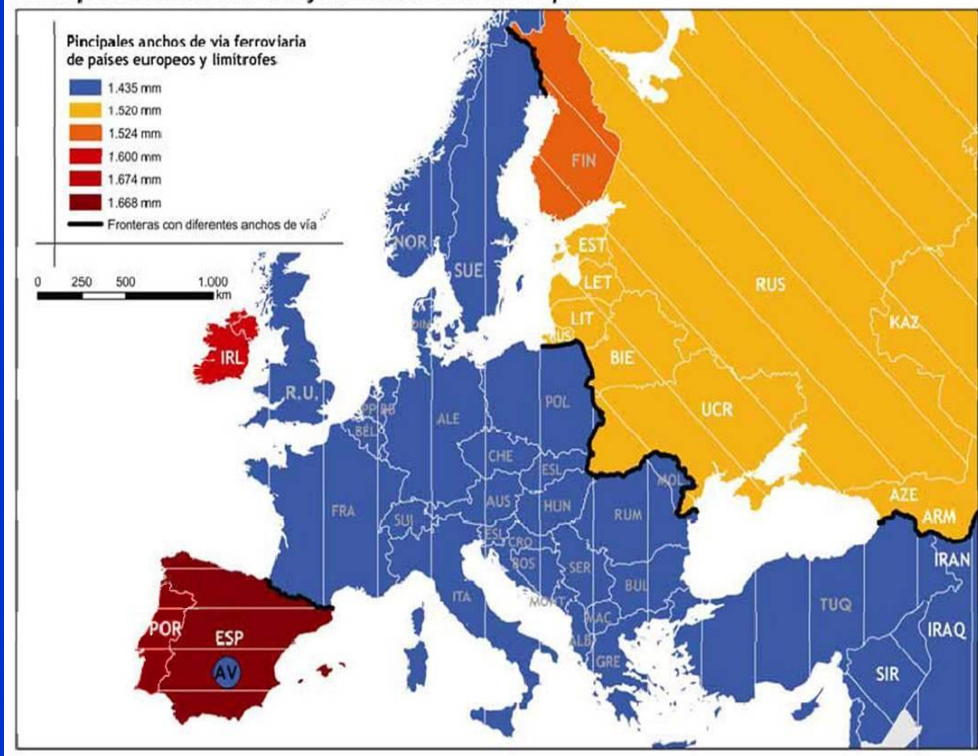 Pincipales anchos de via ferroviaria
de países europeos y limítrofes
1.435 mm
1.520 mm
1.524 mm
1.600 mm
1.674 mm
1.668 mm
Fronteras con diferentes anchos de vía
0 250 500 1.000
km
FIN
NOR
SUE
EST
LET
LIT
RUS
RUS
KAZ
IRL
R.U.
BIE
UCR
BÉL
ALE
POL
CHE
ESL
MOL
FRA
SUI
AUS
HUN
RUM
AZE
ARM
ESL
CRO
BOS
SER
BUL
IRAN
ITA
MONT
MAC
TUQ
IRAQ
POR
ESP
ALB
GRE
SIR
AV